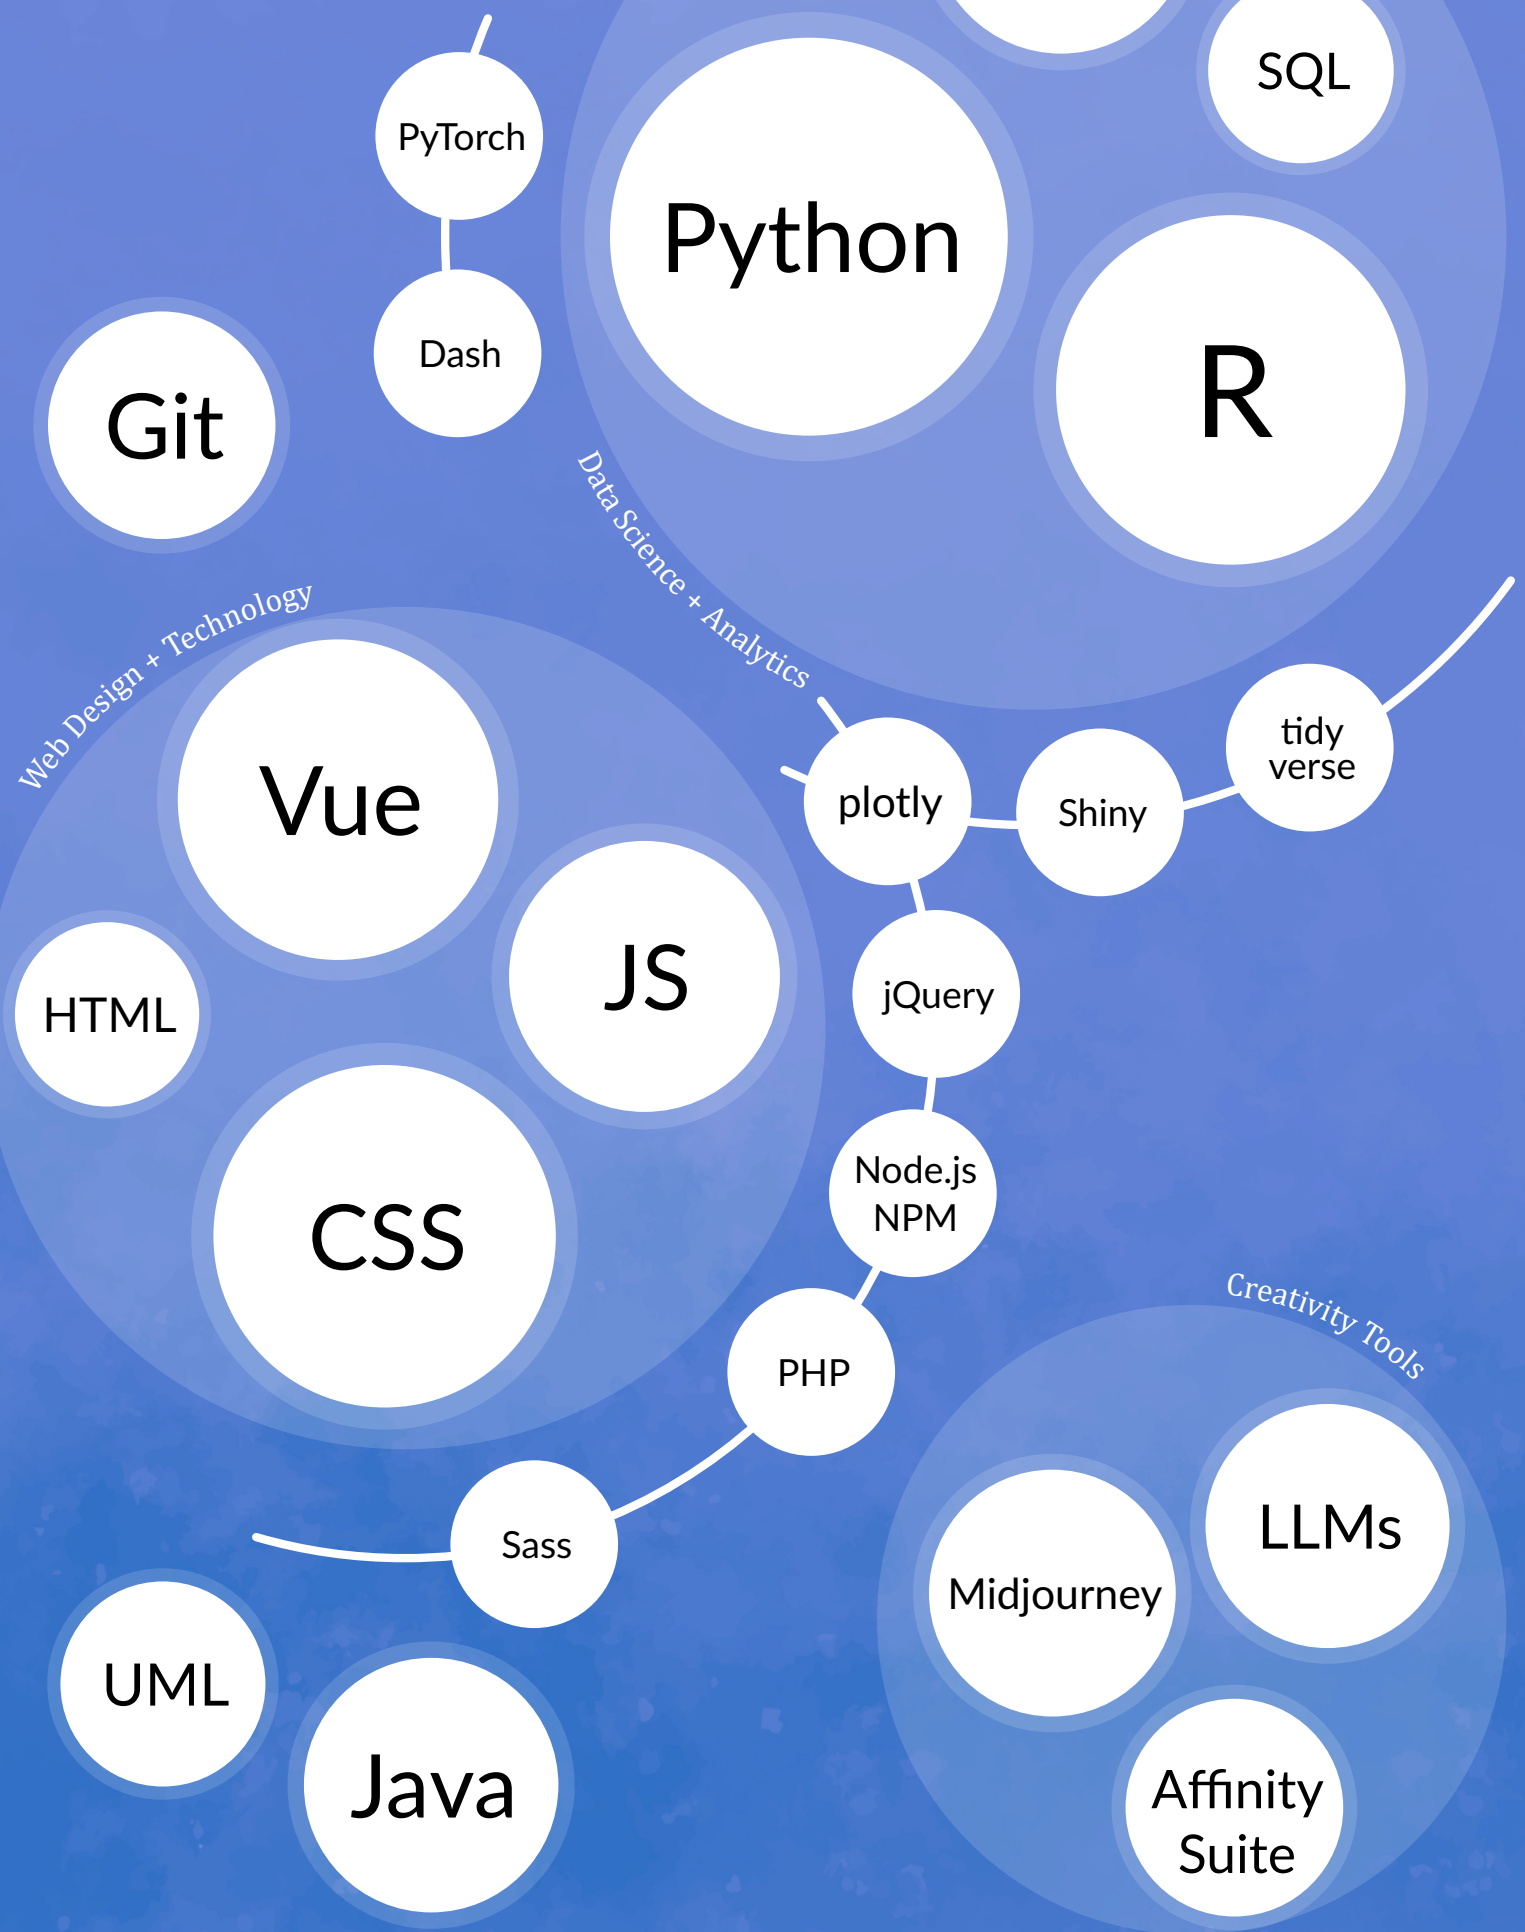 SQL
PyTorch
Python
Dash
R
Git
Data Science + Analytics
Web Design + Technology
tidy
verse
Vue
plotly
Shiny
JS
jQuery
HTML
Node.js
NPM
CSS
Creativity Tools
PHP
LLMs
Sass
Midjourney
UML
Java
Affinity
Suite